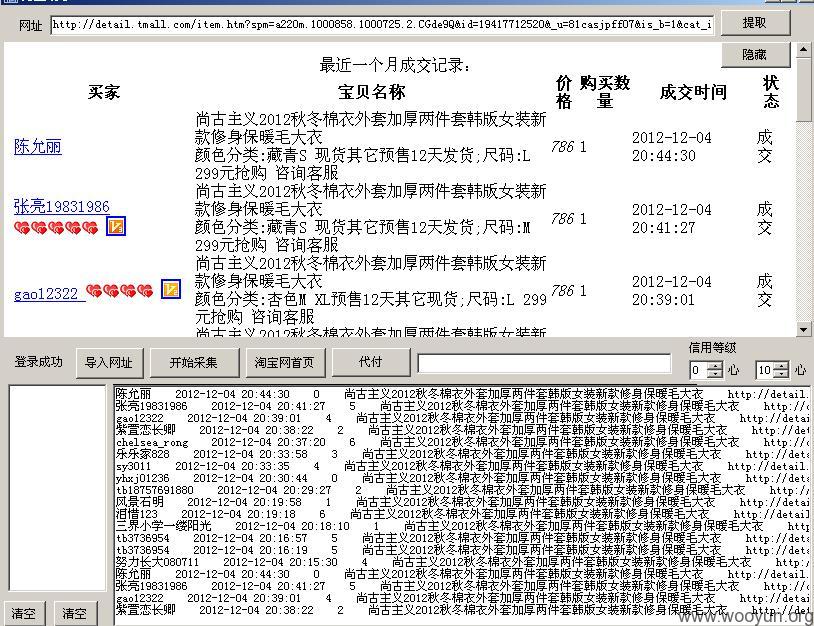 网址 http://detail.tmall.com/item.htm?spm=a220m.1000858.1000725.2.CGde9Q&id=19417712520&_u=81casjpff07&is_b=1&cat_i 提取
隐藏
最近一个月成交记录:
买家 宝贝名称 价格 购买数量 成交时间 状态
尚古主义2012秋冬棉衣外套加厚两件套韩版女装新
款修身保暖毛大衣
陈允丽 颜色分类:藏青S 现货其它预售12天发货;尺码:L 786 1 2012-12-04 20:44:30 成交
299元抢购 咨询客服
尚古主义2012秋冬棉衣外套加厚两件套韩版女装新
款修身保暖毛大衣
张亮19831986 颜色分类:藏青S 现货其它预售12天发货;尺码:M 786 1 2012-12-04 20:41:27 成交
299元抢购 咨询客服
尚古主义2012秋冬棉衣外套加厚两件套韩版女装新
款修身保暖毛大衣
gao12322 颜色分类:杏色M XL预售12天其它现货;尺码:L 299 786 1 2012-12-04 20:39:01 成交
元抢购 咨询客服
尚古主义2012秋冬棉衣外套加厚两件套韩版女装新
登录成功 导入网址 开始采集 淘宝网首页 代付 信用等级
0 心 10 心
陈允丽 2012-12-04 20:44:30 0 尚古主义2012秋冬棉衣外套加厚两件套韩版女装新款修身保暖毛大衣 http://detail.
张亮19831986 2012-12-04 20:41:27 5 尚古主义2012秋冬棉衣外套加厚两件套韩版女装新款修身保暖毛大衣 http://
gao12322 2012-12-04 20:39:01 4 尚古主义2012秋冬棉衣外套加厚两件套韩版女装新款修身保暖毛大衣 http://deta
紫萱恋长卿 2012-12-04 20:38:22 2 尚古主义2012秋冬棉衣外套加厚两件套韩版女装新款修身保暖毛大衣 http://det
chelsea_rong 2012-12-04 20:37:20 6 尚古主义2012秋冬棉衣外套加厚两件套韩版女装新款修身保暖毛大衣 http://
乐乐家828 2012-12-04 20:33:58 3 尚古主义2012秋冬棉衣外套加厚两件套韩版女装新款修身保暖毛大衣 http://deta
sy3011 2012-12-04 20:33:35 4 尚古主义2012秋冬棉衣外套加厚两件套韩版女装新款修身保暖毛大衣 http://detail.
yhxj01236 2012-12-04 20:30:44 0 尚古主义2012秋冬棉衣外套加厚两件套韩版女装新款修身保暖毛大衣 http://det
tb18757691880 2012-12-04 20:29:27 2 尚古主义2012秋冬棉衣外套加厚两件套韩版女装新款修身保暖毛大衣 http://
风景石明 2012-12-04 20:19:58 1 尚古主义2012秋冬棉衣外套加厚两件套韩版女装新款修身保暖毛大衣 http://detai
泪惜123 2012-12-04 20:19:18 6 尚古主义2012秋冬棉衣外套加厚两件套韩版女装新款修身保暖毛大衣 http://detail
三界小学一缕阳光 2012-12-04 20:18:10 1 尚古主义2012秋冬棉衣外套加厚两件套韩版女装新款修身保暖毛大衣 http
tb3736954 2012-12-04 20:16:57 5 尚古主义2012秋冬棉衣外套加厚两件套韩版女装新款修身保暖毛大衣 http://det
tb3736954 2012-12-04 20:16:19 5 尚古主义2012秋冬棉衣外套加厚两件套韩版女装新款修身保暖毛大衣 http://det
努力长大080711 2012-12-04 20:15:30 4 尚古主义2012秋冬棉衣外套加厚两件套韩版女装新款修身保暖毛大衣 http:/
陈允丽 2012-12-04 20:44:30 0 尚古主义2012秋冬棉衣外套加厚两件套韩版女装新款修身保暖毛大衣 http://detail.
张亮19831986 2012-12-04 20:41:27 5 尚古主义2012秋冬棉衣外套加厚两件套韩版女装新款修身保暖毛大衣 http://
gao12322 2012-12-04 20:39:01 4 尚古主义2012秋冬棉衣外套加厚两件套韩版女装新款修身保暖毛大衣 http://deta
紫萱恋长卿 2012-12-04 20:38:22 2 尚古主义2012秋冬棉衣外套加厚两件套韩版女装新款修身保暖毛大衣
清空 清空
www.wooyun.org